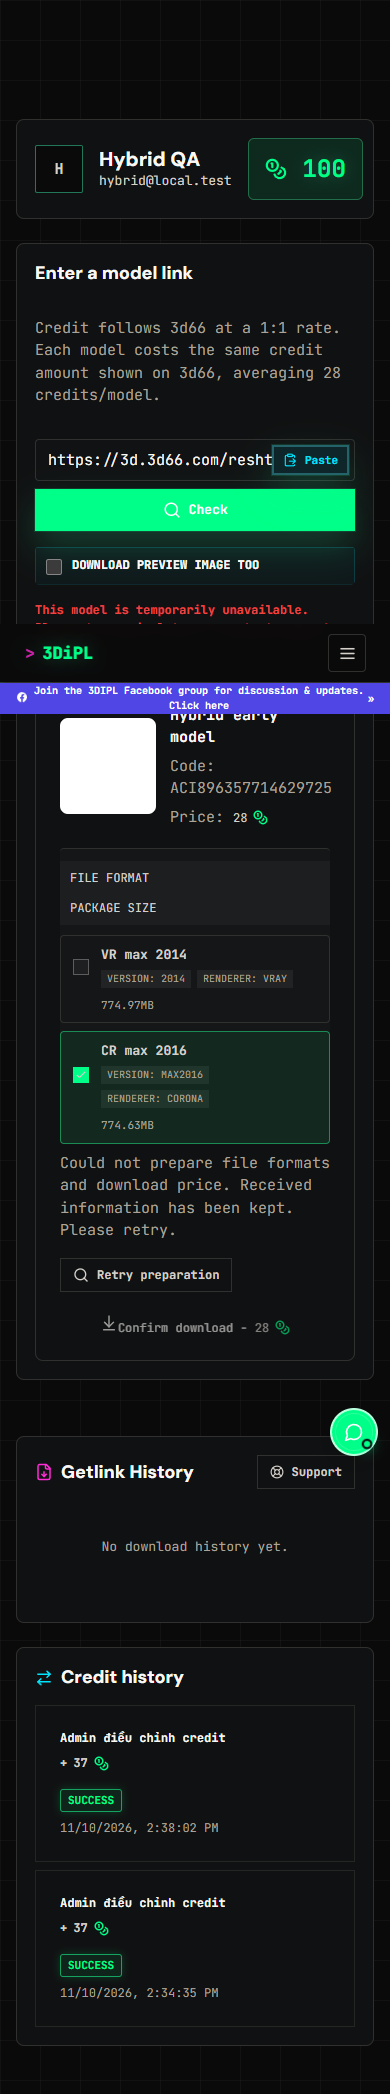 H
Hybrid QA
hybrid@local.test
100
Enter a model link
Credit follows 3d66 at a 1:1 rate.
Each model costs the same credit
amount shown on 3d66, averaging 28
credits/model.
https://3d.3d66.com/resht
Paste
Check
DOWNLOAD PREVIEW IMAGE TOO
This model is temporarily unavailable.
> 3DiPL
Join the 3DIPL Facebook group for discussion & updates.
Click here
»
Hybrid early
model
Code:
ACI896357714629725
Price: 28
FILE FORMAT
PACKAGE SIZE
VR max 2014
VERSION: 2014
RENDERER: VRAY
774.97MB
CR max 2016
VERSION: MAX2016
RENDERER: CORONA
774.63MB
Could not prepare file formats
and download price. Received
information has been kept.
Please retry.
Retry preparation
Confirm download - 28
Getlink History
Support
No download history yet.
Credit history
Admin điều chỉnh credit
+ 37
SUCCESS
11/10/2026, 2:38:02 PM
Admin điều chỉnh credit
+ 37
SUCCESS
11/10/2026, 2:34:35 PM